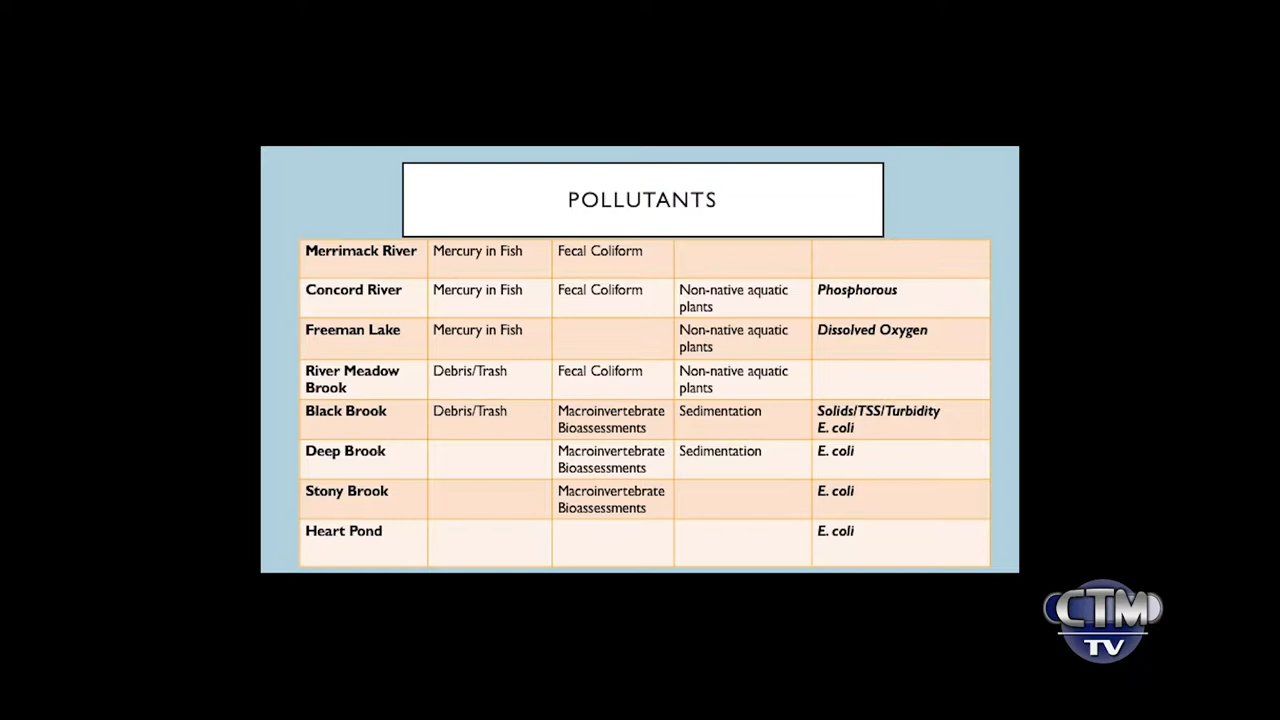 POLLUTANTS
Merrimack River Mercury in Fish Fecal Coliform
Concord River Mercury in Fish Fecal Coliform Non-native aquatic plants Phosphorous
Freeman Lake Mercury in Fish Non-native aquatic plants Dissolved Oxygen
River Meadow Brook Debris/Trash Fecal Coliform Non-native aquatic plants
Black Brook Debris/Trash Macroinvertebrate Bioassessments Sedimentation Solids/TSS/Turbidity E. coli
Deep Brook Macroinvertebrate Bioassessments Sedimentation E. coli
Stony Brook Macroinvertebrate Bioassessments E. coli
Heart Pond E. coli
CTM
TV